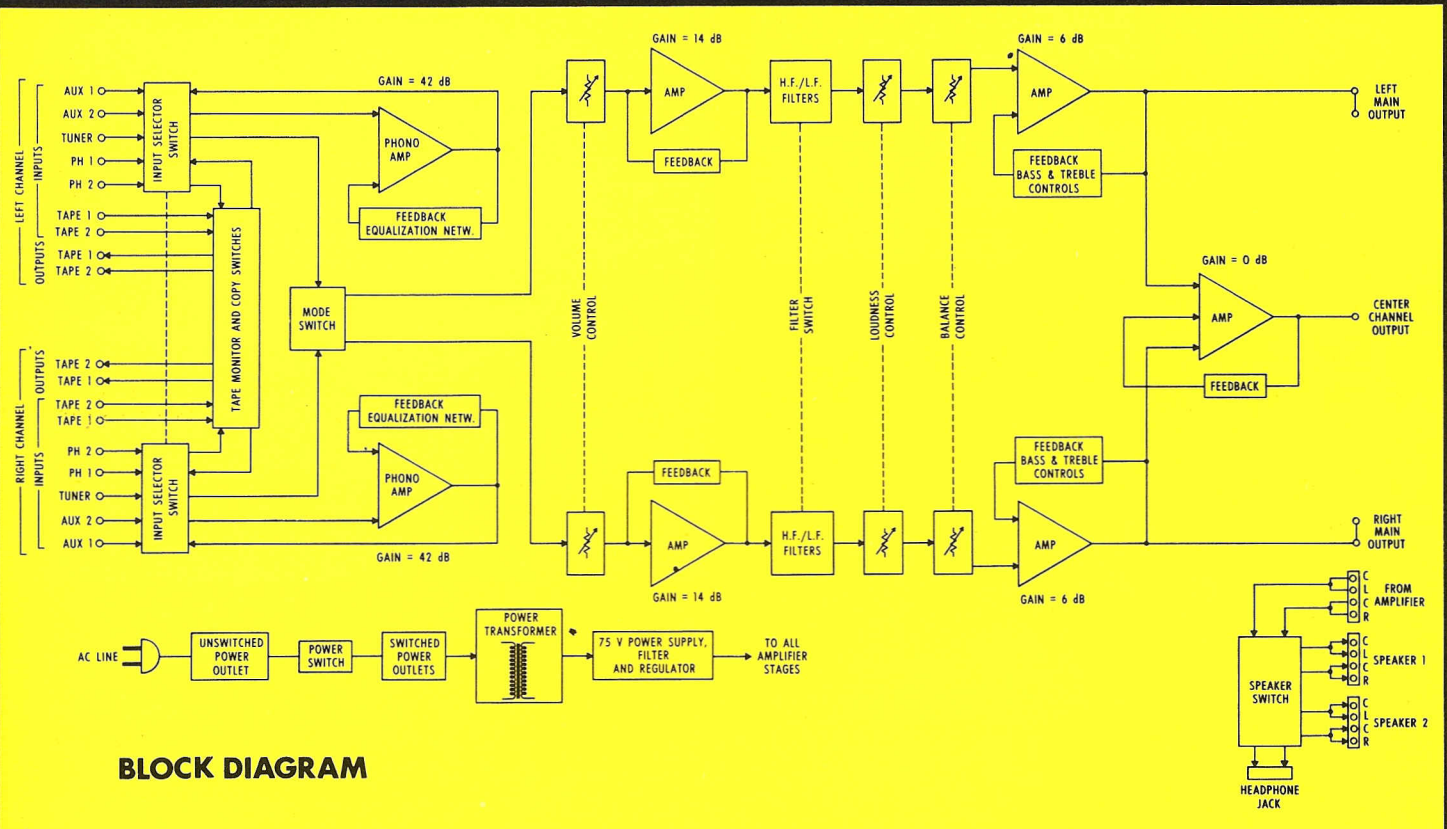 GAIN = 14 dB
GAIN = 6 dB
GAIN = 42 dB
LEFT CHANNEL
INPUTS
AUX 1
AUX 2
TUNER
PH 1
PH 2
TAPE 1
TAPE 2
OUTPUTS
TAPE 1
TAPE 2
INPUT SELECTOR
SWITCH
PHONO
AMP
FEEDBACK
EQUALIZATION NETW.
AMP
FEEDBACK
H.F./L.F.
FILTERS
AMP
FEEDBACK
BASS & TREBLE
CONTROLS
LEFT
MAIN
OUTPUT
TAPE MONITOR AND COPY SWITCHES
MODE
SWITCH
VOLUME
CONTROL
FILTER
SWITCH
LOUDNESS
CONTROL
BALANCE
CONTROL
GAIN = 0 dB
AMP
FEEDBACK
CENTER
CHANNEL
OUTPUT
RIGHT CHANNEL
OUTPUTS
TAPE 2
TAPE 1
INPUTS
TAPE 2
TAPE 1
PH 2
PH 1
TUNER
AUX 2
AUX 1
INPUT SELECTOR
SWITCH
FEEDBACK
EQUALIZATION NETW.
PHONO
AMP
GAIN = 42 dB
FEEDBACK
AMP
GAIN = 14 dB
H.F./L.F.
FILTERS
FEEDBACK
BASS & TREBLE
CONTROLS
AMP
GAIN = 6 dB
RIGHT
MAIN
OUTPUT
AC LINE
UNSWITCHED
POWER
OUTLET
POWER
SWITCH
SWITCHED
POWER
OUTLETS
POWER
TRANSFORMER
75 V POWER SUPPLY,
FILTER
AND REGULATOR
TO ALL
AMPLIFIER
STAGES
C
L
C
R
FROM
AMPLIFIER
C
L
C
R
SPEAKER 1
C
L
C
R
SPEAKER 2
SPEAKER
SWITCH
HEADPHONE
JACK
BLOCK DIAGRAM